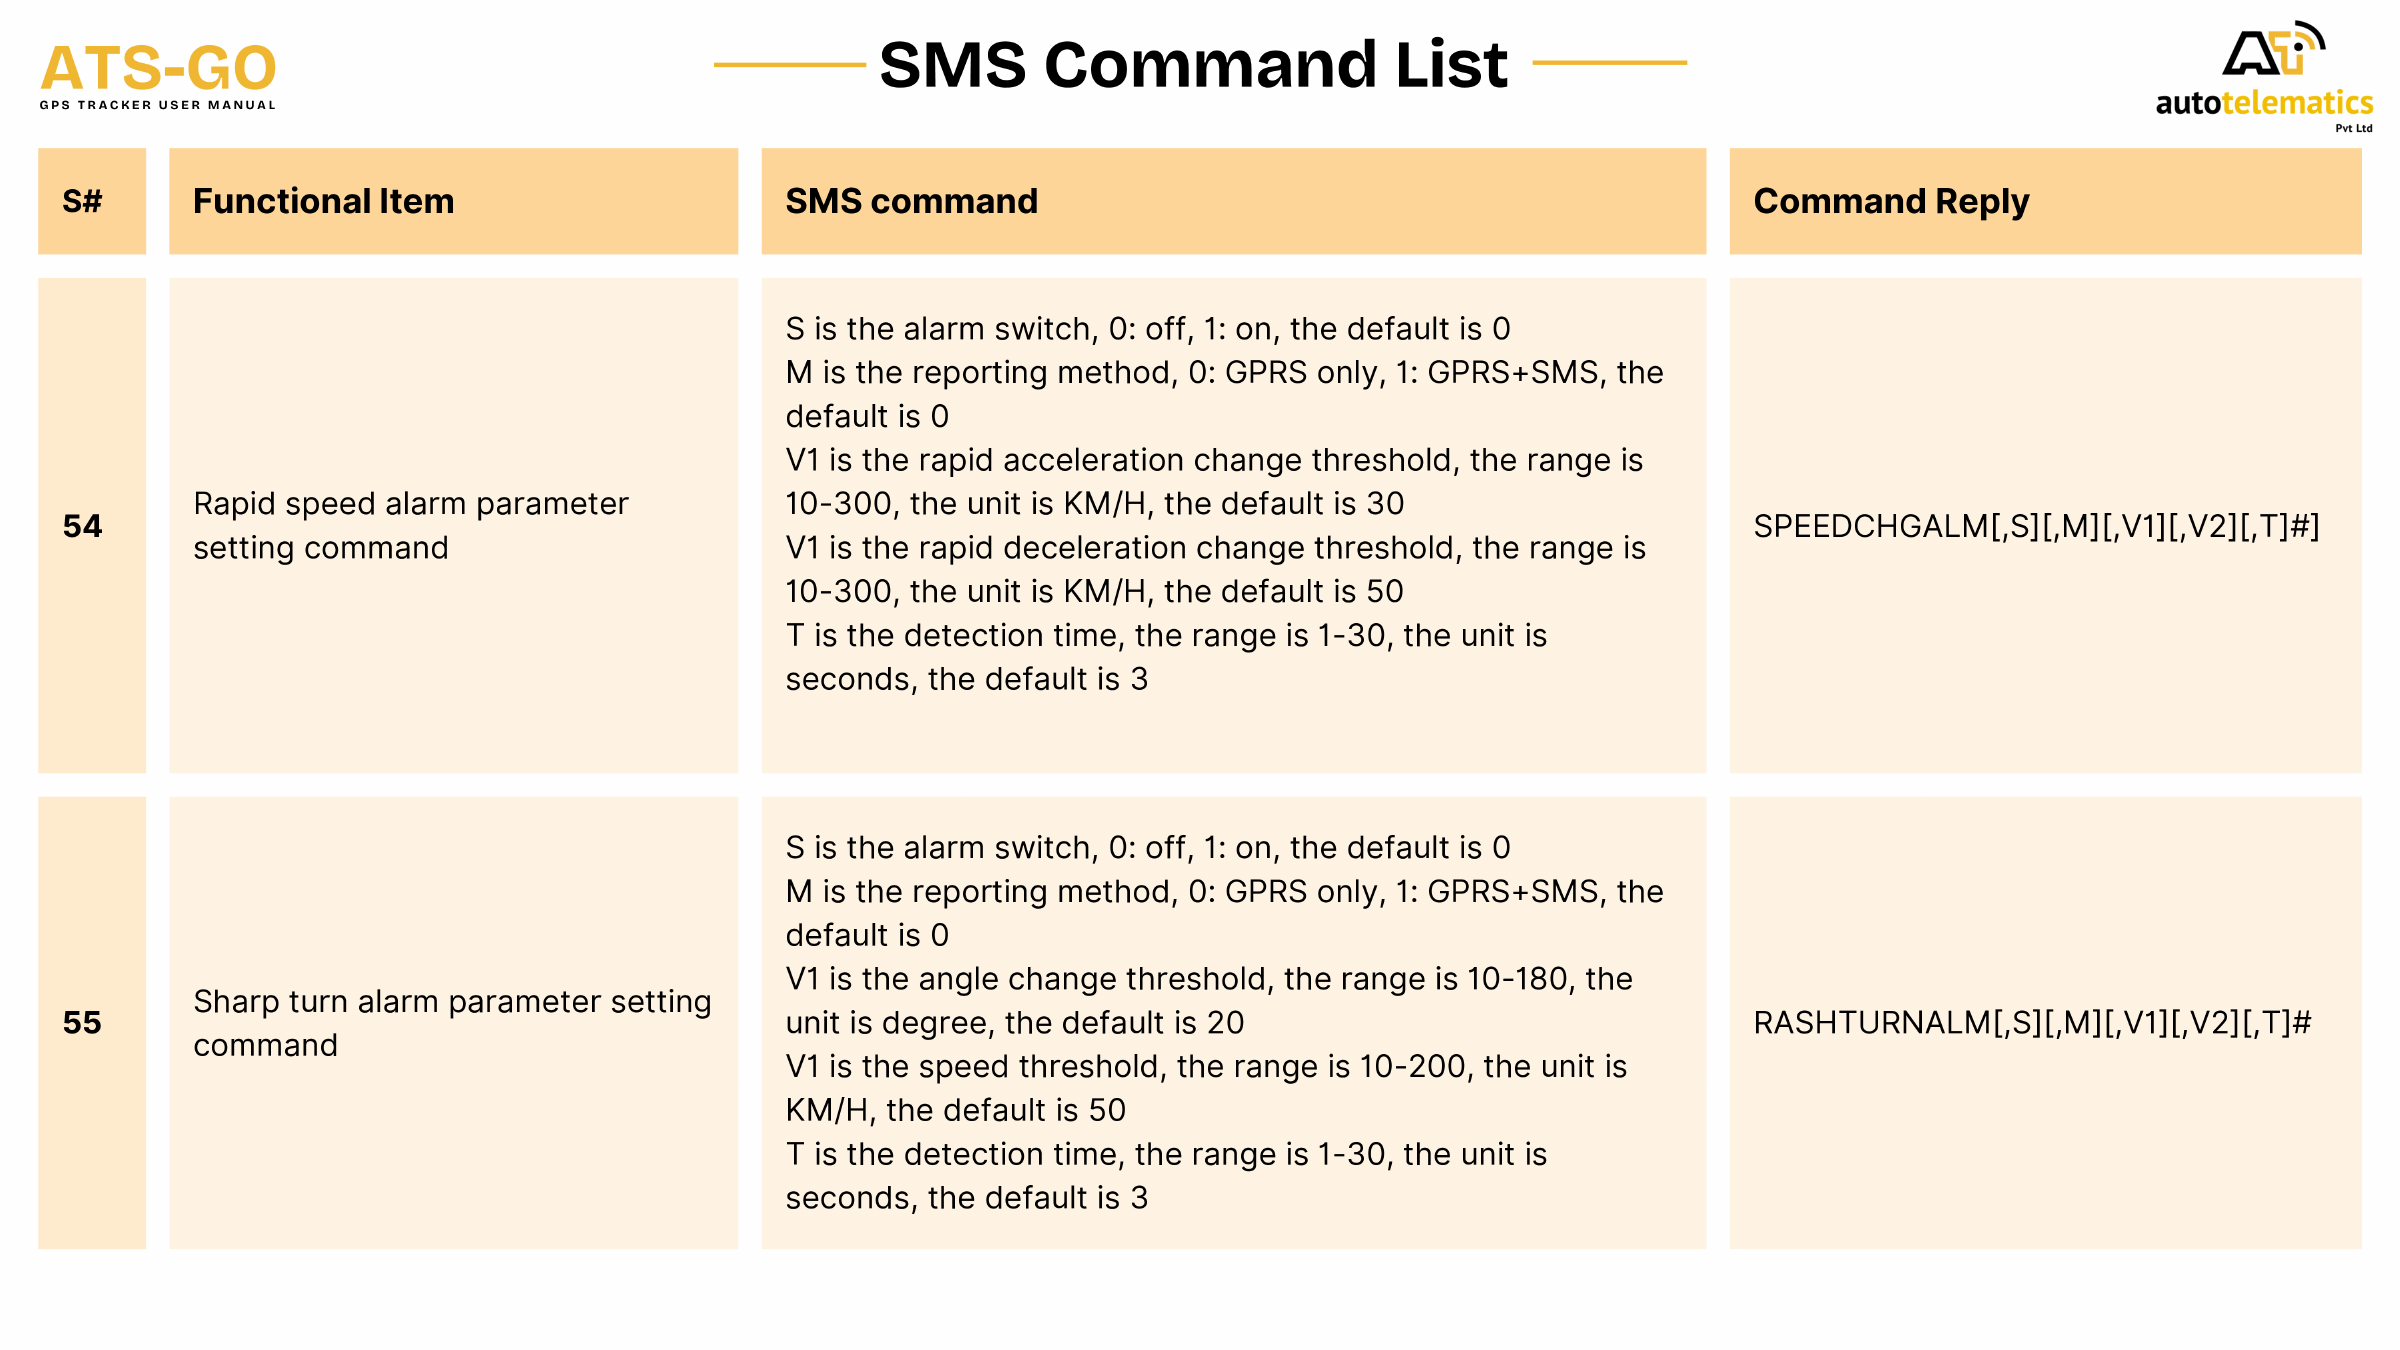 ATS-GO
GPS TRACKER USER MANUAL
SMS Command List
autotelematics
Pvt Ltd
S#
Functional Item
SMS command
Command Reply
54
Rapid speed alarm parameter
setting command
S is the alarm switch, 0: off, 1: on, the default is 0
M is the reporting method, 0: GPRS only, 1: GPRS+SMS, the
default is 0
V1 is the rapid acceleration change threshold, the range is
10-300, the unit is KM/H, the default is 30
V1 is the rapid deceleration change threshold, the range is
10-300, the unit is KM/H, the default is 50
T is the detection time, the range is 1-30, the unit is
seconds, the default is 3
SPEEDCHGALM[,S][,M][,V1][,V2][,T]#]
55
Sharp turn alarm parameter setting
command
S is the alarm switch, 0: off, 1: on, the default is 0
M is the reporting method, 0: GPRS only, 1: GPRS+SMS, the
default is 0
V1 is the angle change threshold, the range is 10-180, the
unit is degree, the default is 20
V1 is the speed threshold, the range is 10-200, the unit is
KM/H, the default is 50
T is the detection time, the range is 1-30, the unit is
seconds, the default is 3
RASHTURNALM[,S][,M][,V1][,V2][,T]#